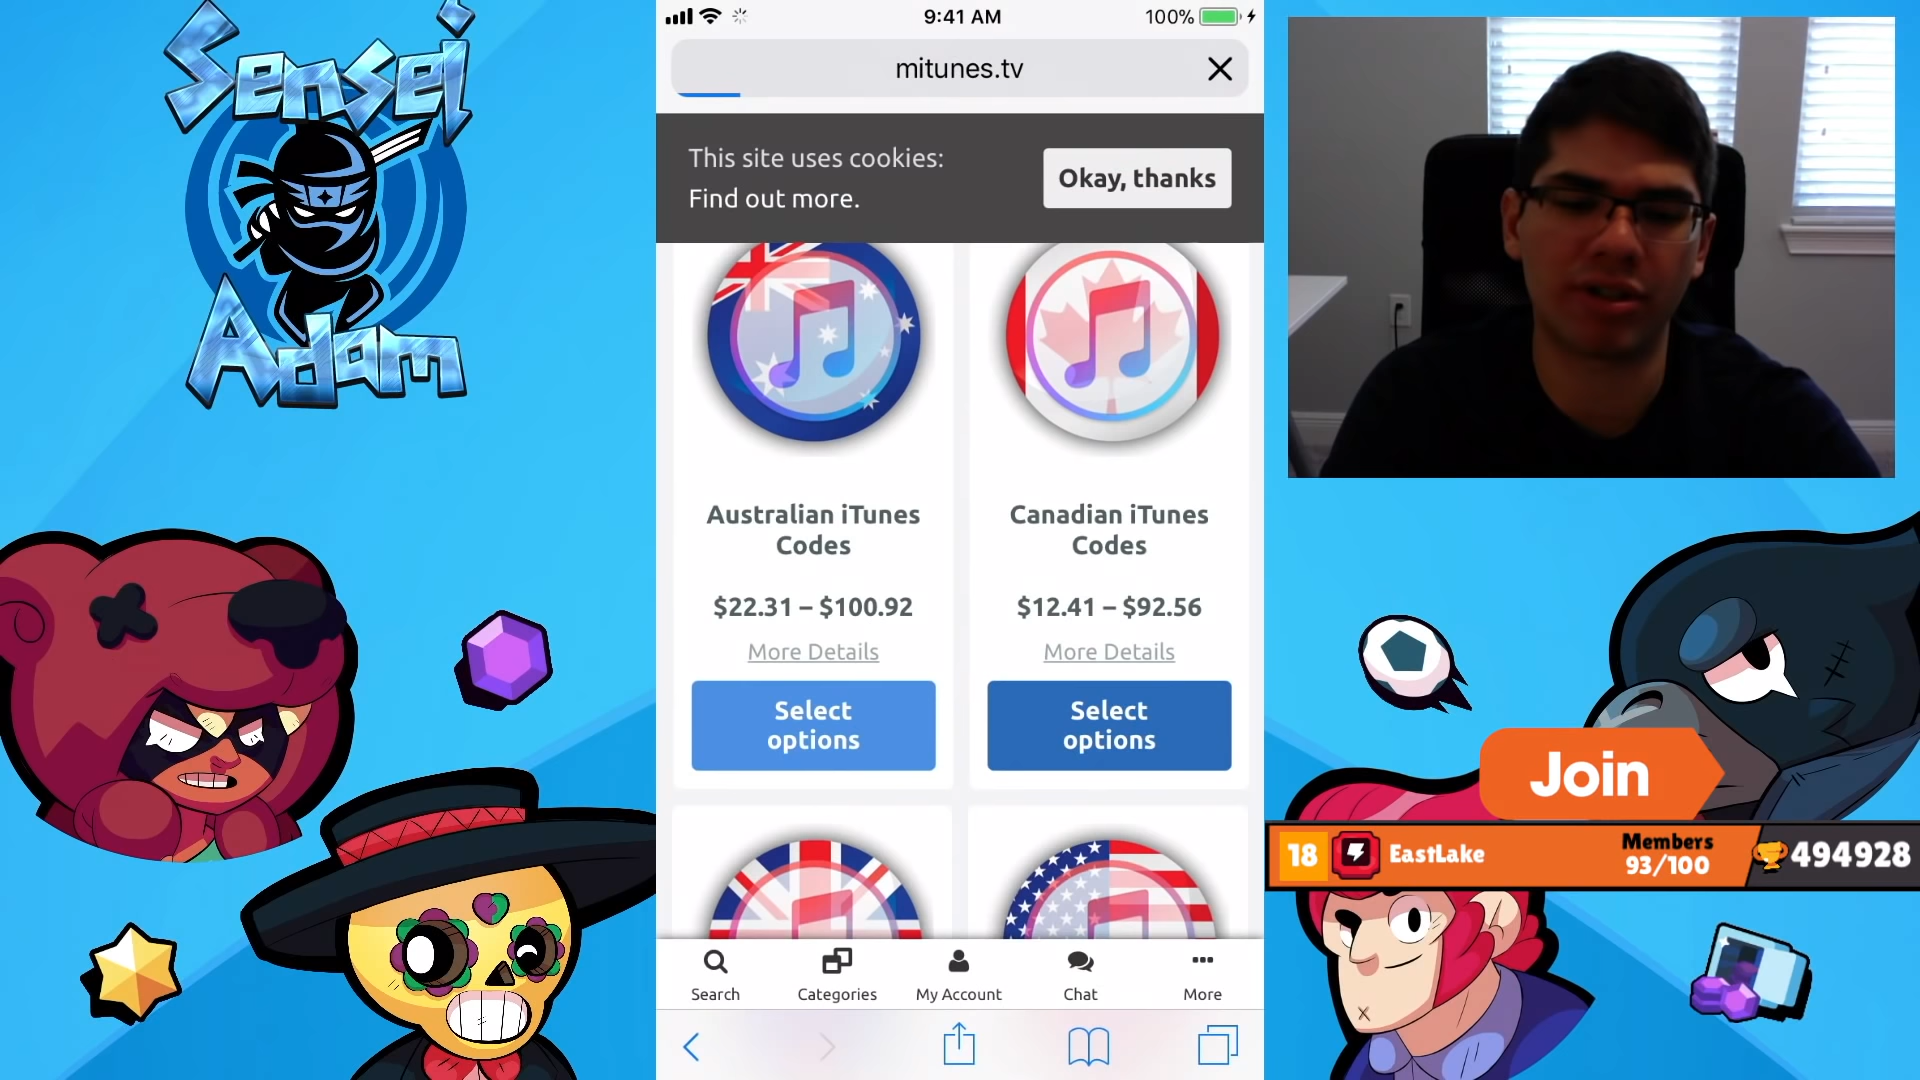 Sensei
Adam
9:41 AM
100%
mitunes.tv
This site uses cookies:
Find out more.
Okay, thanks
Australian iTunes
Codes
$22.31 – $100.92
More Details
Select
options
Canadian iTunes
Codes
$12.41 – $92.56
More Details
Select
options
Search
Categories
My Account
Chat
More
Join
18
EastLake
Members
93/100
494928